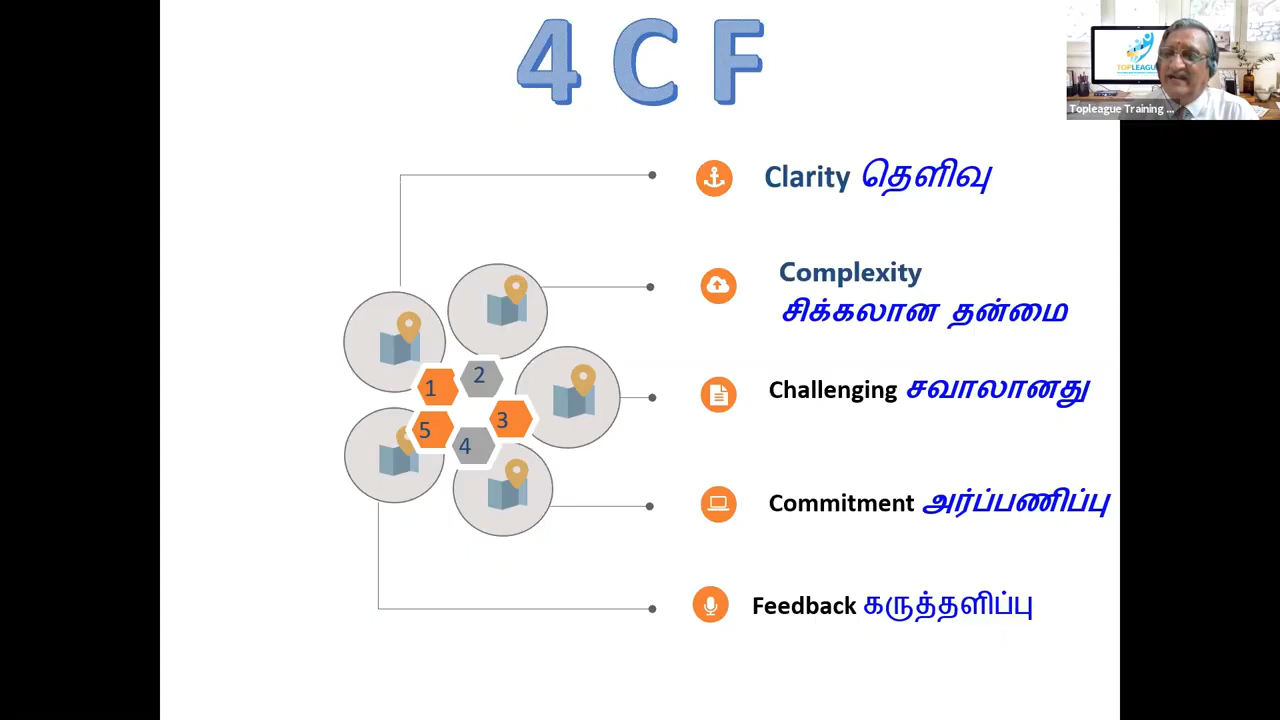 4 C F
TOPLEAGUE
Topleague Training ...
Clarity தெளிவு
Complexity
சிக்கலான தன்மை
Challenging சவாலானது
Commitment அர்ப்பணிப்பு
Feedback கருத்தளிப்பு
1
2
3
4
5